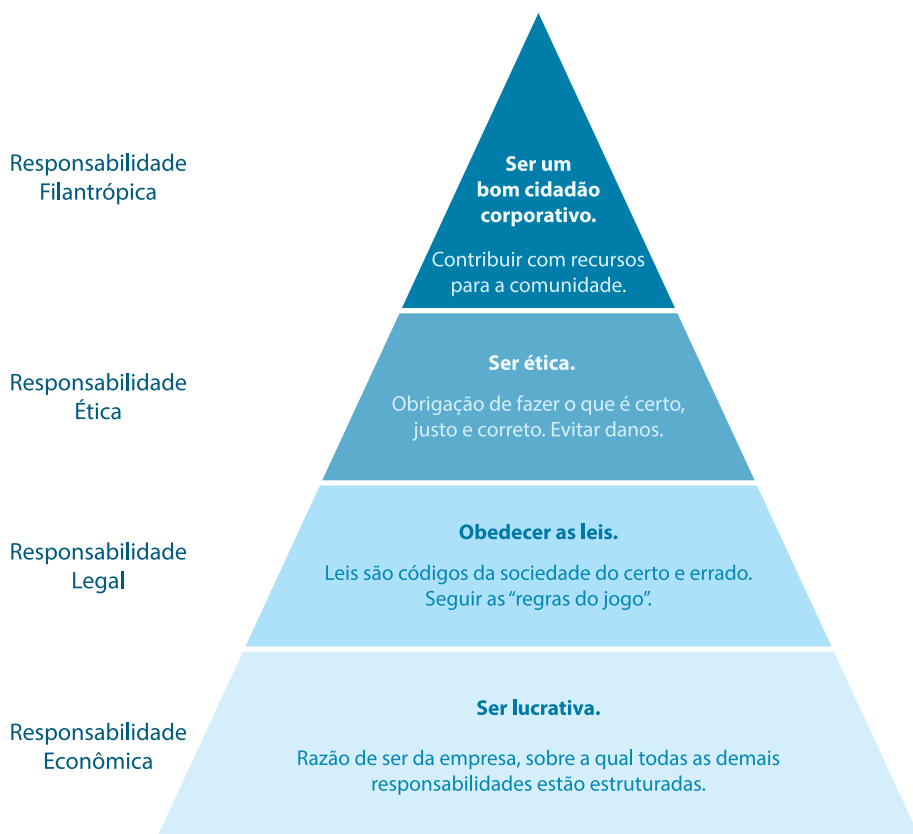 Responsabilidade
Filantrópica
Ser um
bom cidadão
corporativo.
Contribuir com recursos
para a comunidade.
Responsabilidade
Ética
Ser ética.
Obrigação de fazer o que é certo,
justo e correto. Evitar danos.
Responsabilidade
Legal
Obedecer as leis.
Leis são códigos da sociedade do certo e errado.
Seguir as “regras do jogo”.
Responsabilidade
Econômica
Ser lucrativa.
Razão de ser da empresa, sobre a qual todas as demais
responsabilidades estão estruturadas.